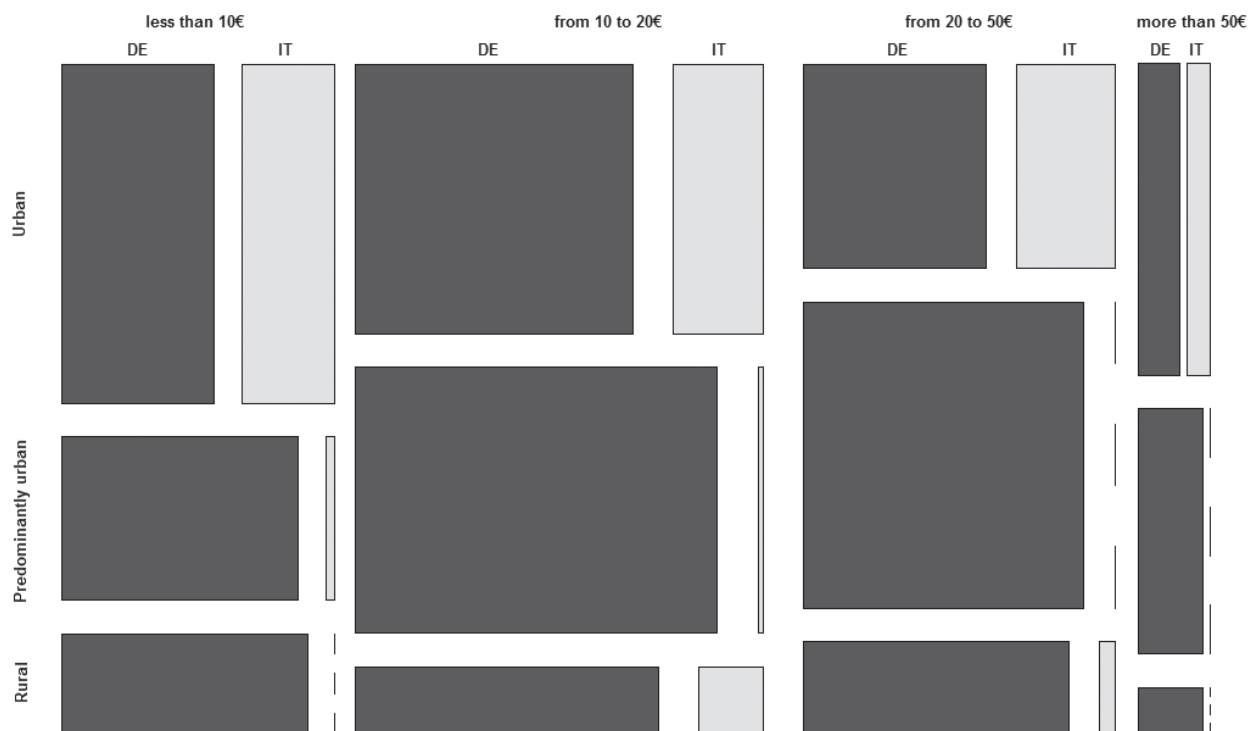 less than 10€ from 10 to 20€ from 20 to 50€ more than 50€
DE IT DE IT DE IT DE IT
Urban
Predominantly urban
Rural